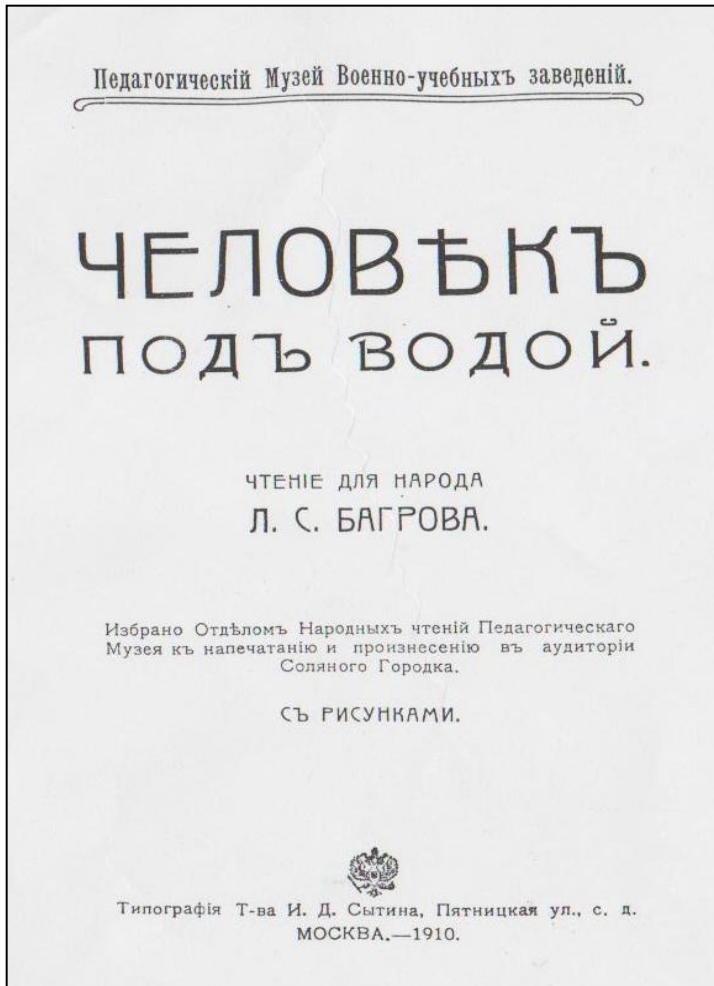 Педагогическій Музей Военно-учебныхъ заведеній.
ЧЕЛОВѢКЪ
ПОДЪ ВОДОЙ.
ЧТЕНІЕ ДЛЯ НАРОДА
Л. С. БАГРОВА.
Избрано Отдѣломъ Народныхъ чтеній Педагогическаго
Музея къ напечатанію и произнесенію въ аудиторіи
Соляного Городка.
СЪ РИСУНКАМИ.
Типографія Т-ва И. Д. Сытина, Пятницкая ул., с. д.
МОСКВА.—1910.